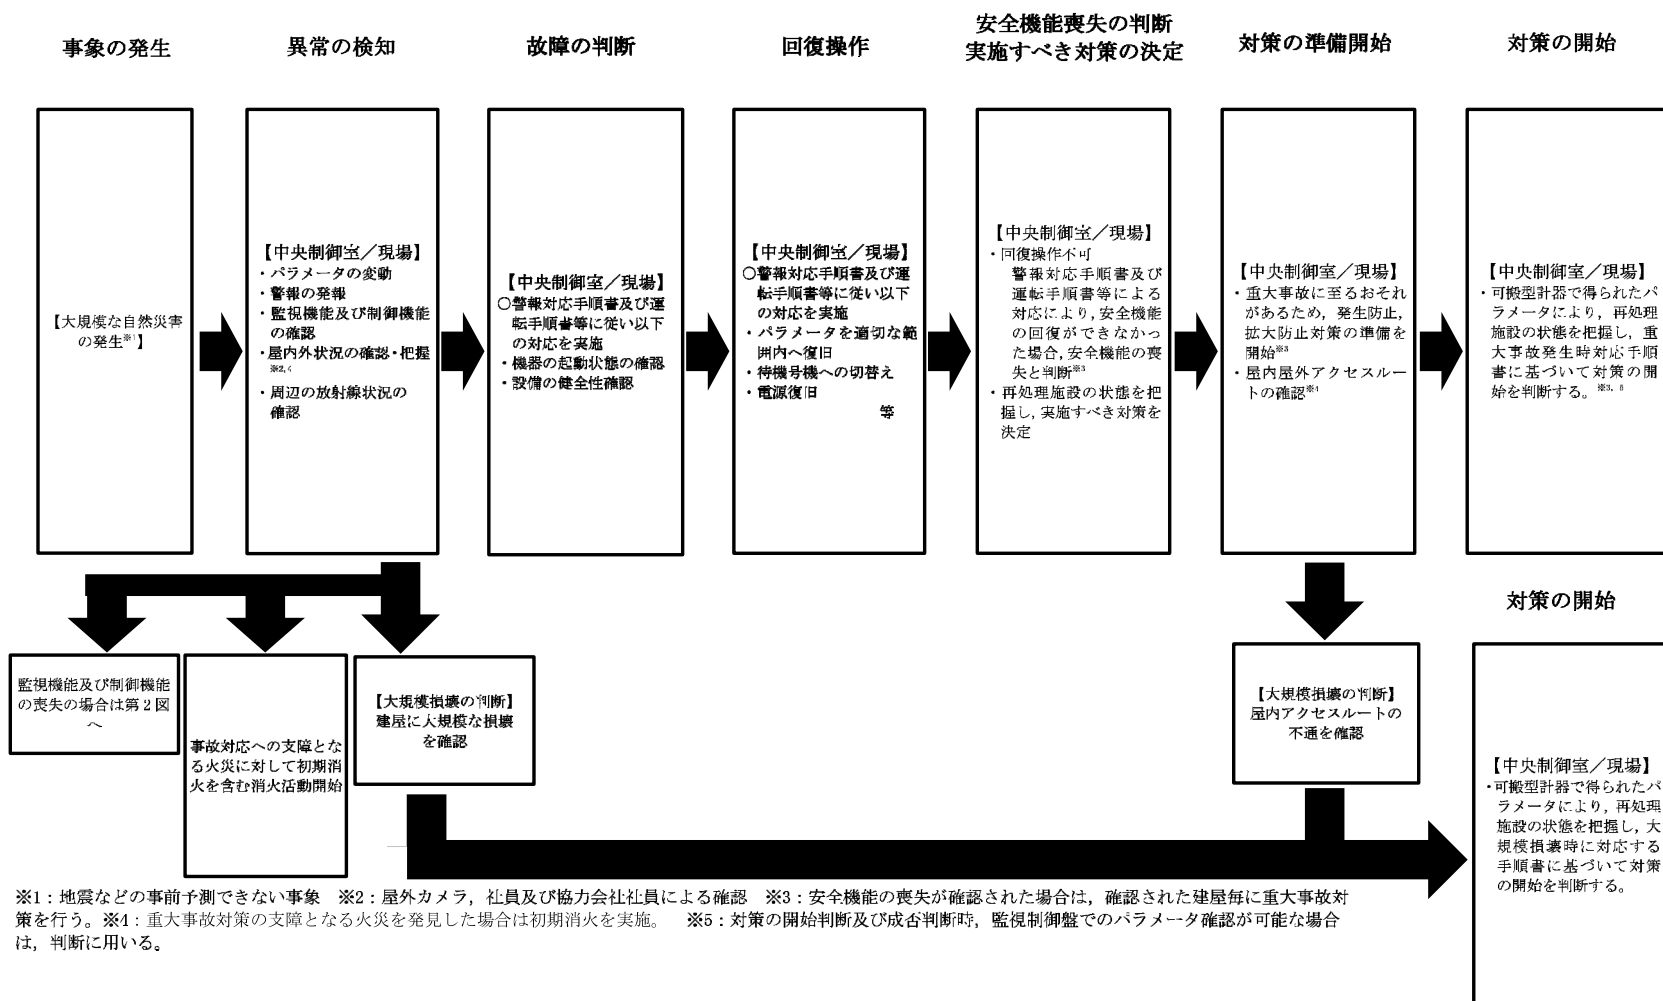 事象の発生
異常の検知
故障の判断
回復操作
安全機能喪失の判断
実施すべき対策の決定
対策の準備開始
対策の開始
【大規模な自然災害
の発生※1】
【中央制御室／現場】
・パラメータの変動
・警報の発報
・監視機能及び制御機能
の確認
・屋内外状況の確認・把握
※2,4
・周辺の放射線状況の
確認
【中央制御室／現場】
○警報対応手順書及び運
転手順書等に従い以下
の対応を実施
・機器の起動状態の確認
・設備の健全性確認
【中央制御室／現場】
○警報対応手順書及び運
転手順書等に従い以下
の対応を実施
・パラメータを適切な範
囲内へ復旧
・待機号機への切替え
・電源復旧
等
【中央制御室／現場】
・回復操作不可
警報対応手順書及び
運転手順書等による
対応により，安全機能
の回復ができなかっ
た場合，安全機能の喪
失と判断※3
・再処理施設の状態を把
握し，実施すべき対策を
決定
【中央制御室／現場】
・重大事故に至るおそれ
があるため，発生防止，
拡大防止対策の準備を
開始※3
・屋内屋外アクセスルー
トの確認※4
【中央制御室／現場】
・可搬型計器で得られたパ
ラメータにより，再処理
施設の状態を把握し，重
大事故発生時対応手順
書に基づいて対策の開
始を判断する。※3，5
監視機能及び制御機能
の喪失の場合は第２図
へ
事故対応への支障とな
る火災に対して初期消
火を含む消火活動開始
【大規模損壊の判断】
建屋に大規模な損壊
を確認
【大規模損壊の判断】
屋内アクセスルートの
不通を確認
対策の開始
【中央制御室／現場】
・可搬型計器で得られたパ
ラメータにより，再処理
施設の状態を把握し，大
規模損壊時に対応する
手順書に基づいて対策
の開始を判断する。
※1：地震などの事前予測できない事象　※2：屋外カメラ，社員及び協力会社社員による確認　※3：安全機能の喪失が確認された場合は，確認された建屋毎に重大事故対
策を行う。※4：重大事故対策の支障となる火災を発見した場合は初期消火を実施。　※5：対策の開始判断及び成否判断時，監視制御盤でのパラメータ確認が可能な場合
は，判断に用いる。